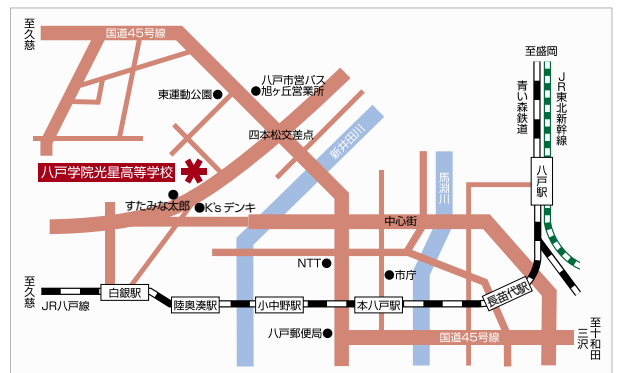 至久慈
国道45号線
至盛岡
八戸市営バス
旭ヶ丘営業所
東運動公園
青い森鉄道
JR東北新幹線
四本松交差点
新井田川
八戸学院光星高等学校
馬淵川
八戸駅
すたみな太郎
K'sデンキ
中心街
NTT
市庁
至久慈
JR八戸線
白銀駅
陸奥湊駅
小中野駅
本八戸駅
長苗代駅
八戸郵便局
国道45号線
至十和田
三沢